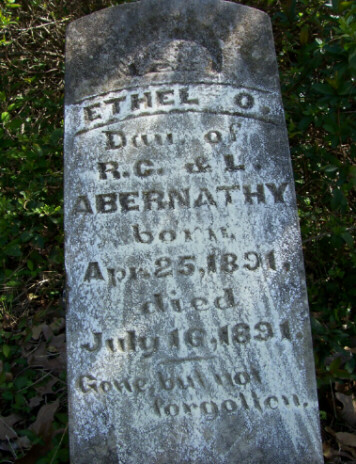 ETHEL O.
Dau. of
R.C. & L.
ABERNATHY
born
Apr. 25, 1891.
died
July 16, 1891.
Gone, but not
forgotten.